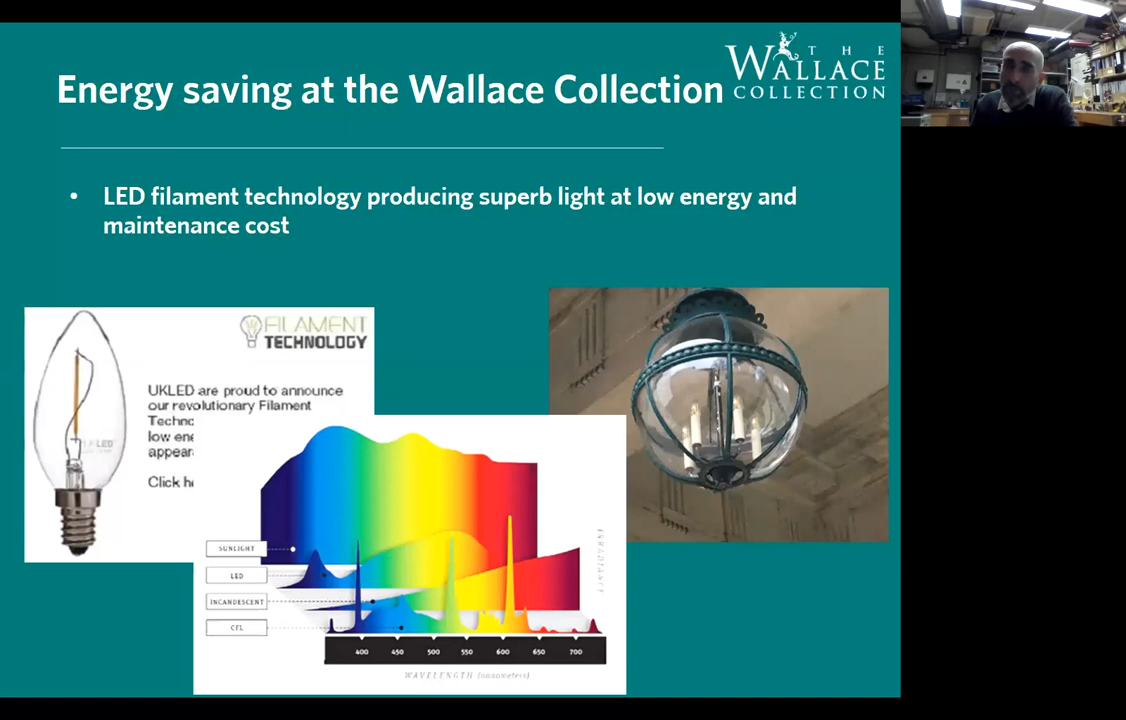 THE
WALLACE
COLLECTION
Energy saving at the Wallace Collection
• LED filament technology producing superb light at low energy and
maintenance cost
FILAMENT
TECHNOLOGY
UKLED are proud to announce
our revolutionary Filament
Techno
low ene
appear
Click he
UKLED
SUNLIGHT
LED
INCANDESCENT
CFL
400 450 500 550 600 650 700
WAVELENGTH (nanometers)